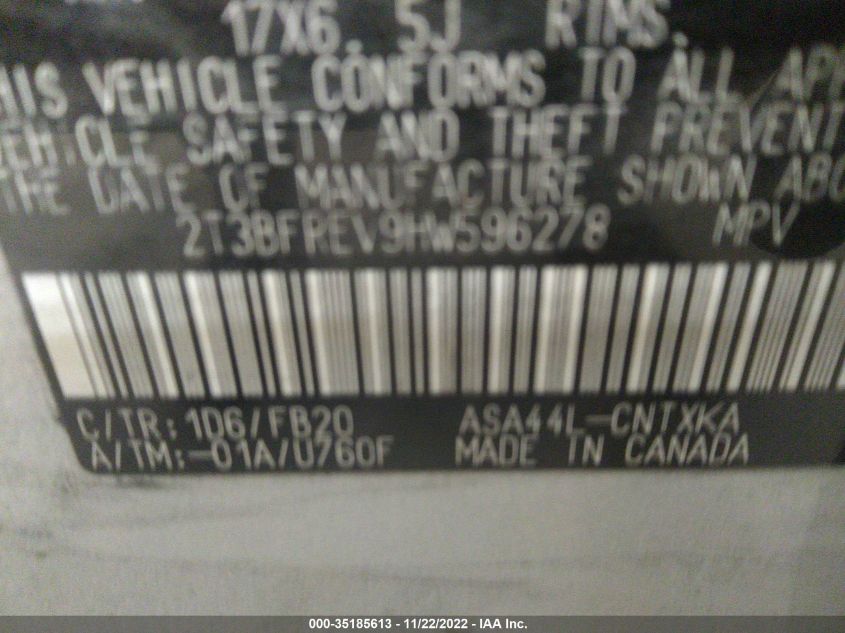 17X6. 5J RIMS.
HIS VEHICLE CONFORMS TO ALL APP
EHICLE SAFETY AND THEFT PREVENT
THE DATE OF MANUFACTURE SHOWN ABO
2T3BFREV9HW596278 MPV
C/TR: 1D6/FB20 ASA44L-CNTXKA
A/TM:-01A/U760F MADE IN CANADA
000-35185613 - 11/22/2022 - IAA Inc.